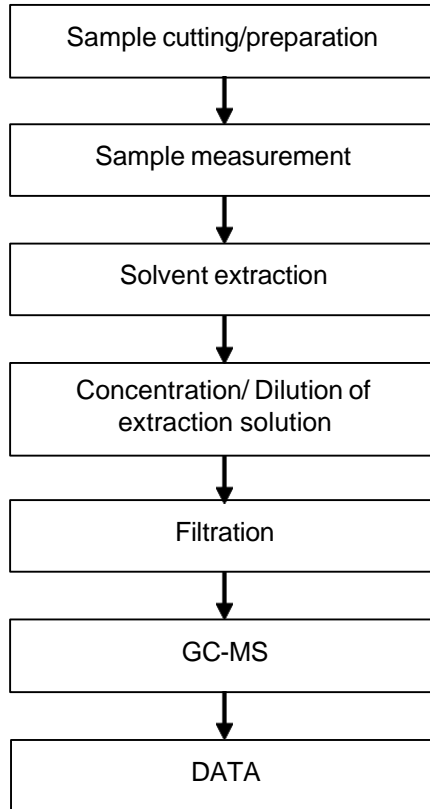 Sample cutting/preparation
Sample measurement
Solvent extraction
Concentration/ Dilution of
extraction solution
Filtration
GC-MS
DATA